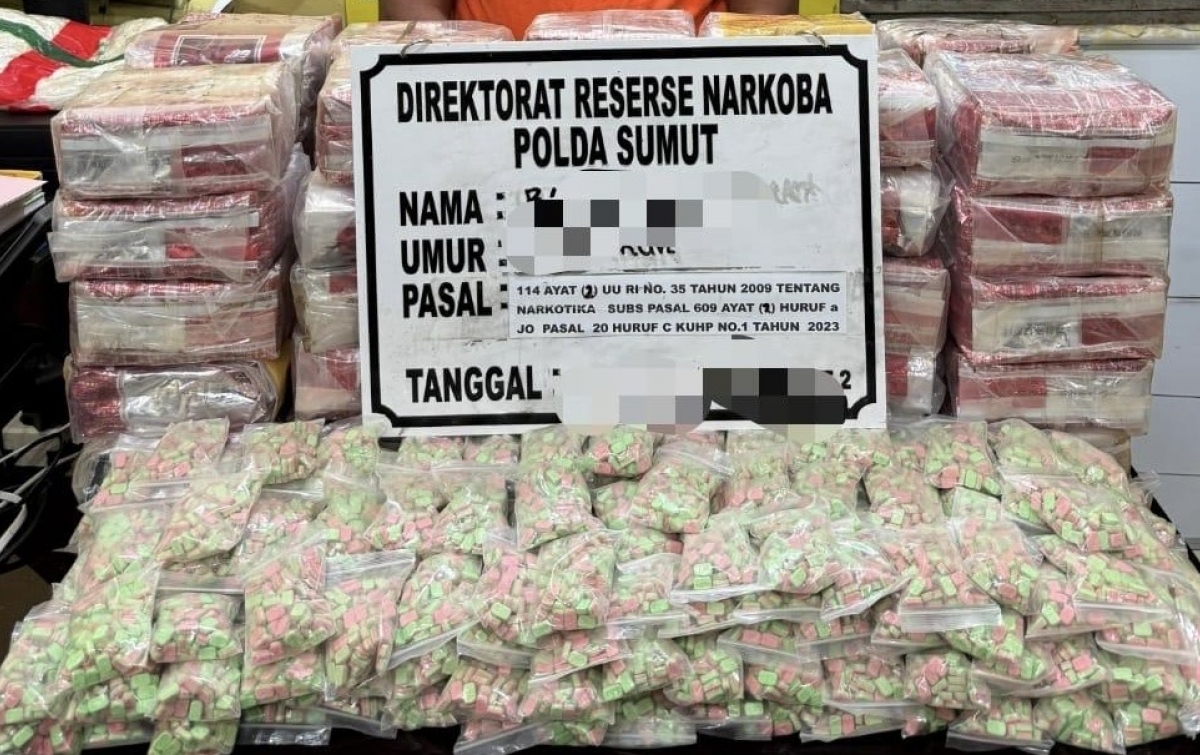 DIREKTORAT RESERSE NARKOBA
POLDA SUMUT
NAMA :
UMUR :
PASAL : 114 AYAT (2) UU RI NO. 35 TAHUN 2009 TENTANG
NARKOTIKA SUBS PASAL 609 AYAT (2) HURUF a
JO PASAL 20 HURUF C KUHP NO.1 TAHUN 2023
TANGGAL :